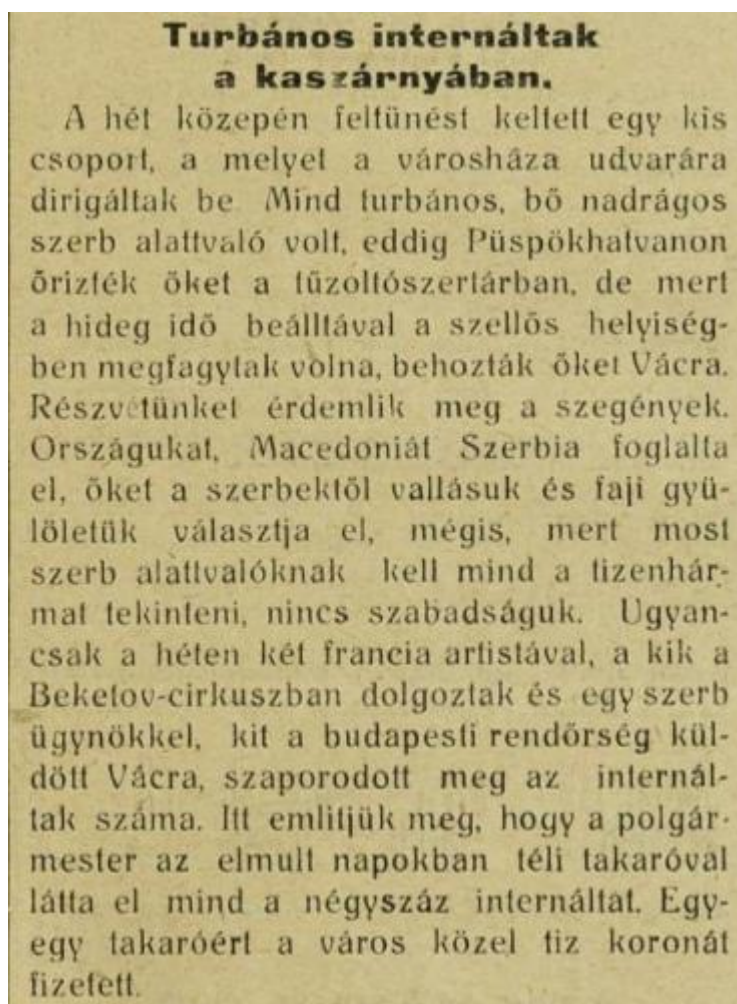 Turbános internáltak
a kaszárnyában.
A hét közepén feltünést keltett egy kis
csoport, a melyet a városháza udvarára
dirigáltak be Mind turbános, bő nadrágos
szerb alattvaló volt, eddig Püspökhatvanon
őrizték őket a tűzoltószertárban, de mert
a hideg idő beálltával a szellős helyiség-
ben megfagytak volna, behozták őket Vácra.
Részvétünket érdemlik meg a szegények.
Országukat, Macedoniát Szerbia foglalta
el, őket a szerbektől vallásuk és faji gyü-
löletük választja el, mégis, mert most
szerb alattvalóknak kell mind a tizenhár-
mat tekinteni, nincs szabadságuk. Ugyan-
csak a héten két francia artistával, a kik a
Beketov-cirkuszban dolgoztak és egy szerb
ügynökkel, kit a budapesti rendőrség kül-
dött Vácra, szaporodott meg az internál-
tak száma. Itt emlitjük meg, hogy a polgár-
mester az elmult napokban téli takaróval
látta el mind a négyszáz internáltat. Egy-
egy takaróért a város közel tiz koronát
fizetett.